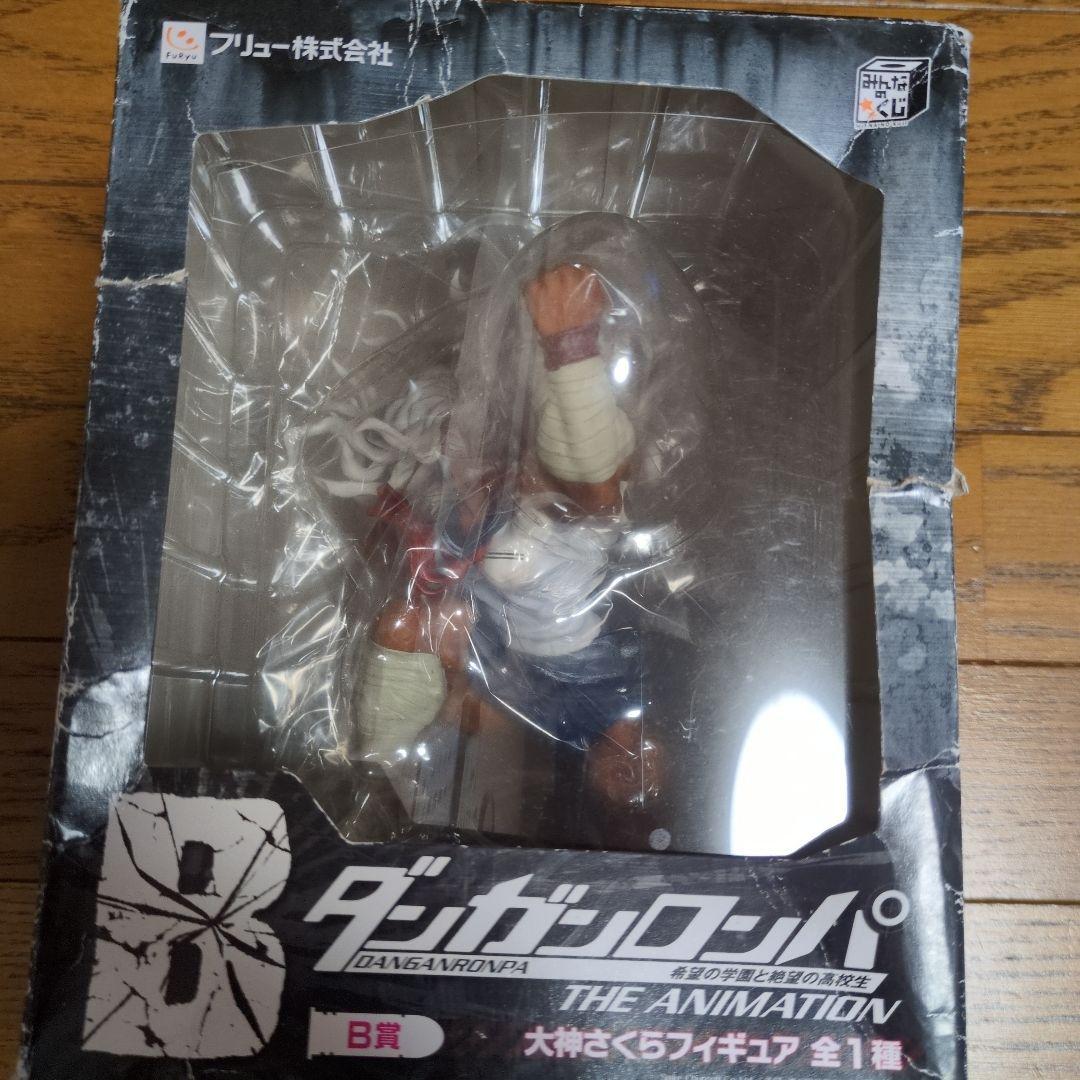 FuRyu
フリュー株式会社
みんなの
くじ
B
ダンガンロンパ
DANGANRONPA
希望の学園と絶望の高校生
THE ANIMATION
B賞
大神さくらフィギュア 全1種